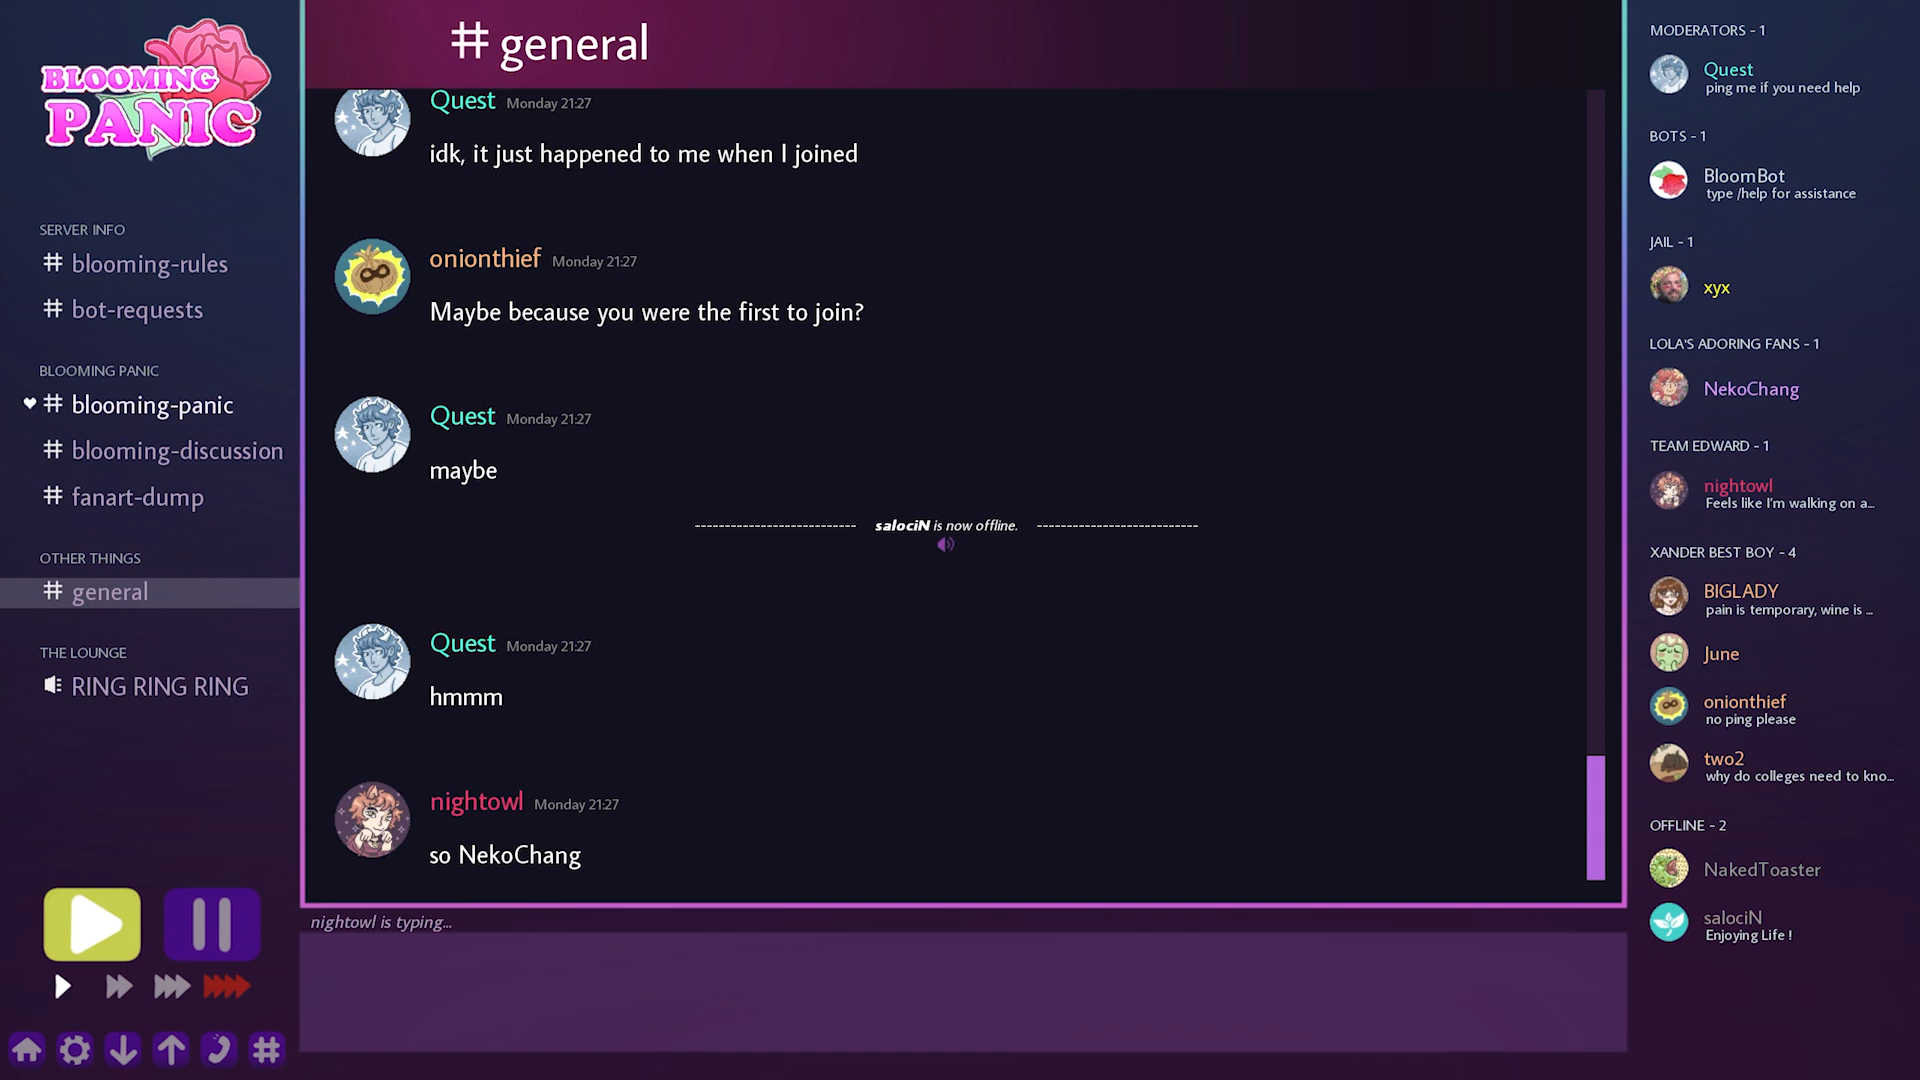 BLOOMING
PANIC
SERVER INFO
# blooming-rules
# bot-requests
BLOOMING PANIC
# blooming-panic
# blooming-discussion
# fanart-dump
OTHER THINGS
# general
THE LOUNGE
RING RING RING
# general
Quest Monday 21:27
idk, it just happened to me when I joined
onionthief Monday 21:27
Maybe because you were the first to join?
Quest Monday 21:27
maybe
--------------------------- salociN is now offline. ---------------------------
Quest Monday 21:27
hmmm
nightowl Monday 21:27
so NekoChang
nightowl is typing...
MODERATORS - 1
Quest
ping me if you need help
BOTS - 1
BloomBot
type /help for assistance
JAIL - 1
xyx
LOLA'S ADORING FANS - 1
NekoChang
TEAM EDWARD - 1
nightowl
Feels like I'm walking on a...
XANDER BEST BOY - 4
BIGLADY
pain is temporary, wine is ...
June
onionthief
no ping please
two2
why do colleges need to kno...
OFFLINE - 2
NakedToaster
salociN
Enjoying Life !